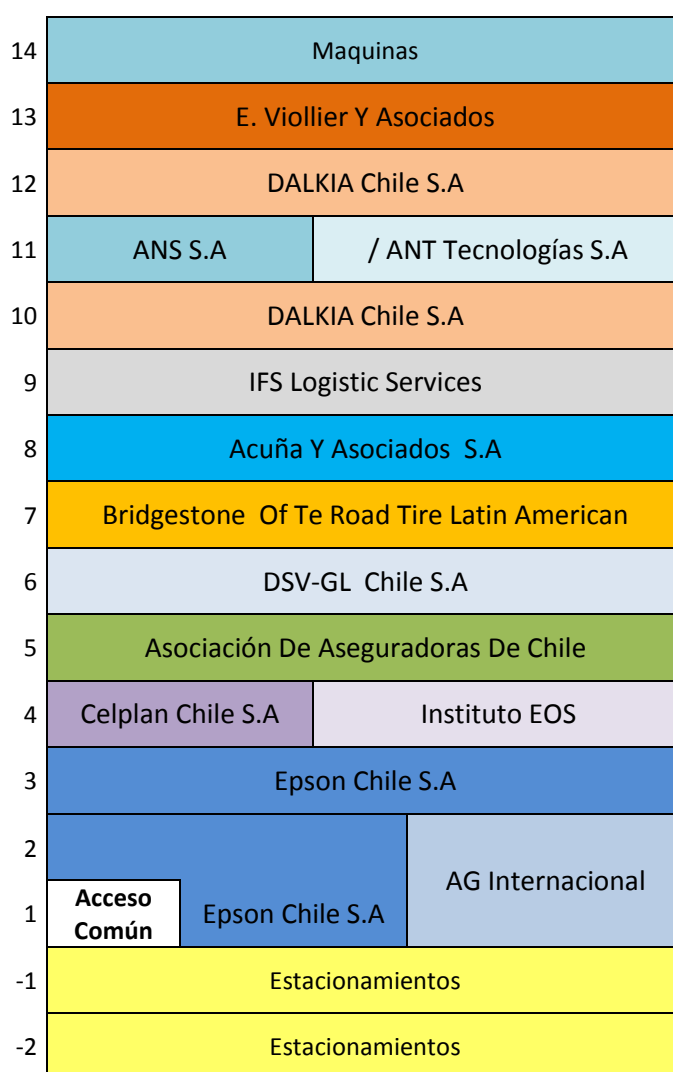 14 Maquinas
13 E. Viollier Y Asociados
12 DALKIA Chile S.A
11 ANS S.A / ANT Tecnologías S.A
10 DALKIA Chile S.A
9 IFS Logistic Services
8 Acuña Y Asociados S.A
7 Bridgestone Of Te Road Tire Latin American
6 DSV-GL Chile S.A
5 Asociación De Aseguradoras De Chile
4 Celplan Chile S.A Instituto EOS
3 Epson Chile S.A
2
AG Internacional
1 Acceso
Común
Epson Chile S.A
-1 Estacionamientos
-2 Estacionamientos